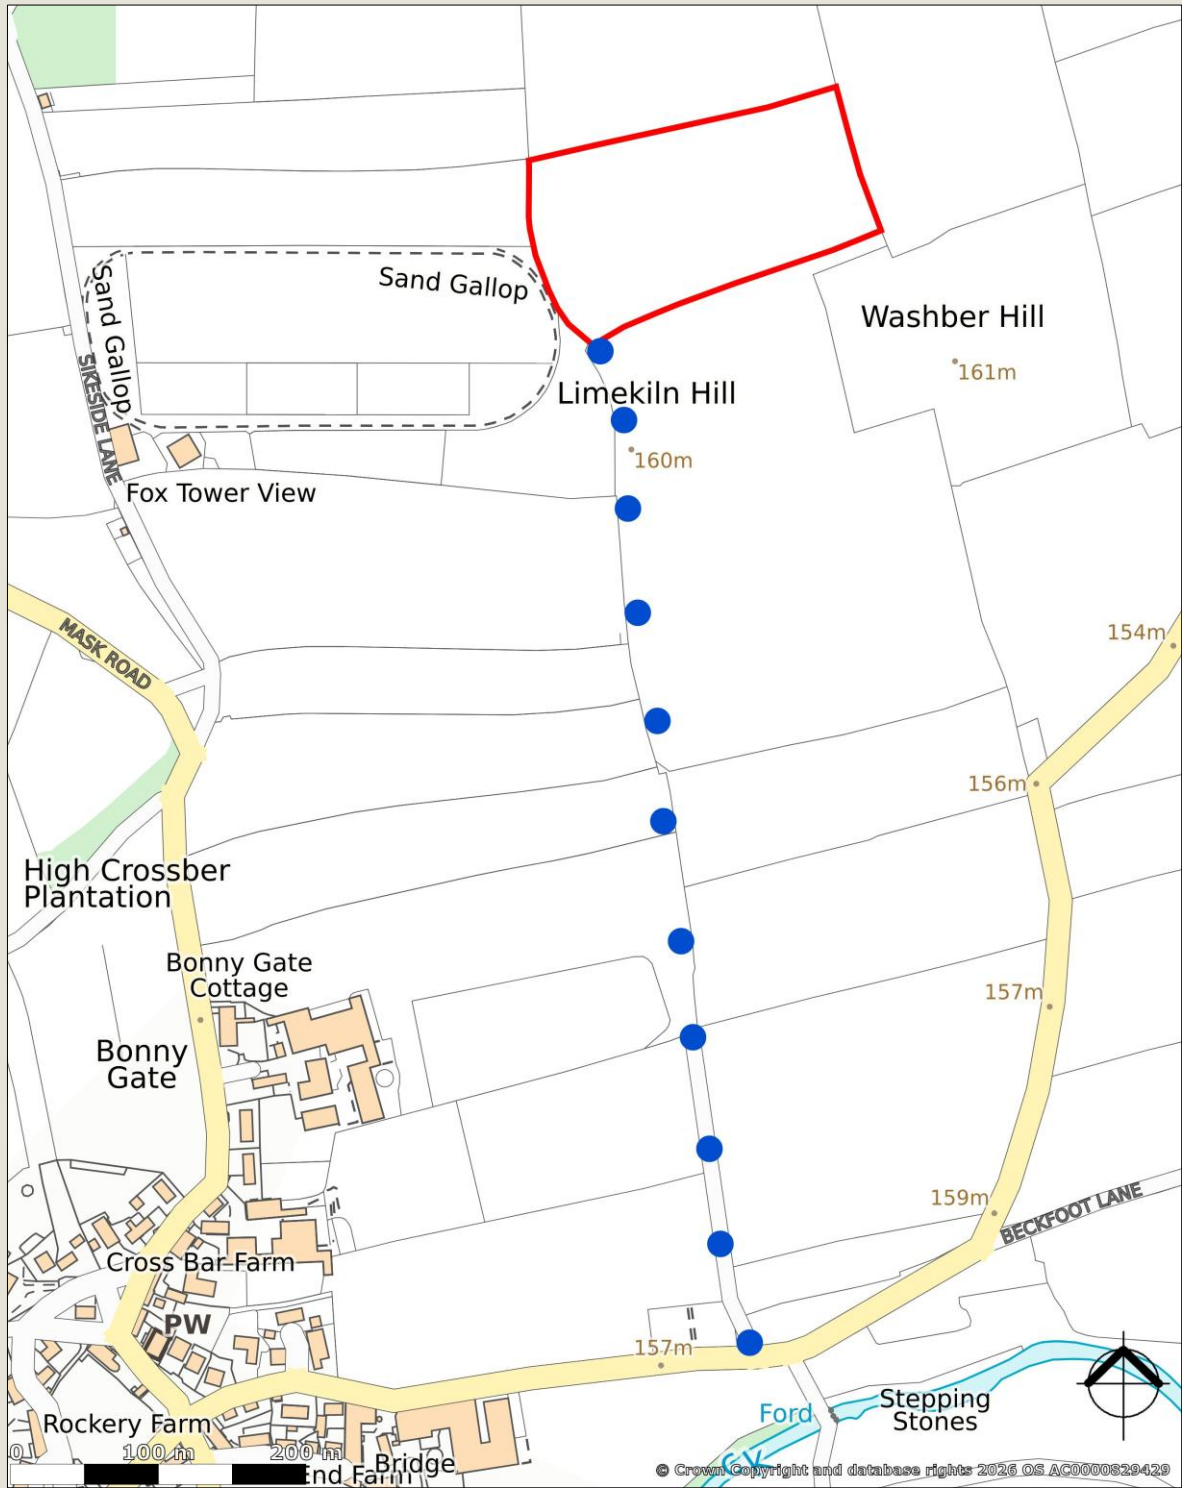 Sand Gallop
Sand Gallop
Washber Hill
161m
SIKESIDE LANE
Limekiln Hill
160m
Fox Tower View
MASK ROAD
154m
156m
High Crossber
Plantation
Bonny Gate
Cottage
157m
Bonny
Gate
159m
BECKFOOT LANE
Cross Bar Farm
PW
157m
Stepping
Stones
Ford
Rockery Farm
0 100 m 200 m
Bridge
End Farm
© Crown Copyright and database rights 2026 OS AC0000829429